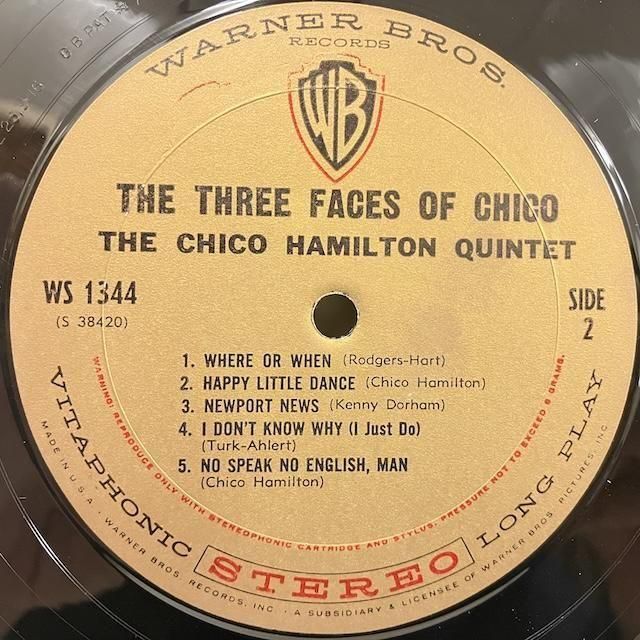 WARNER BROS.
RECORDS
WB
THE THREE FACES OF CHICO
THE CHICO HAMILTON QUINTET
WS 1344
(S 38420)
SIDE
2
1. WHERE OR WHEN (Rodgers-Hart)
2. HAPPY LITTLE DANCE (Chico Hamilton)
3. NEWPORT NEWS (Kenny Dorham)
4. I DON'T KNOW WHY (I Just Do)
(Turk-Ahlert)
5. NO SPEAK NO ENGLISH, MAN
(Chico Hamilton)
WARNING! REPRODUCE ONLY WITH STEREOPHONIC CARTRIDGE AND STYLUS. PRESSURE NOT TO EXCEED 6 GRAMS.
VITAPHONIC STEREO LONG PLAY
MADE IN U.S.A. • WARNER BROS. RECORDS, INC. • A SUBSIDIARY & LICENSEE OF WARNER BROS. PICTURES INC.